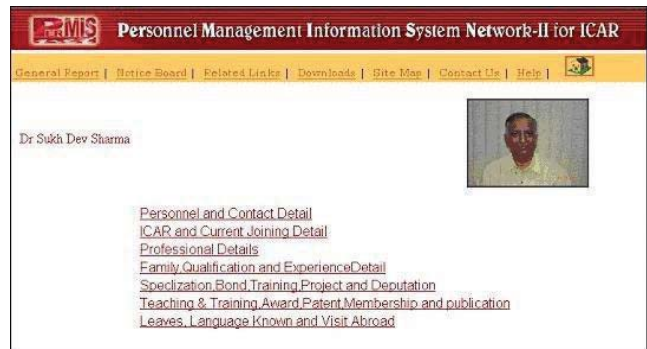 PERMIS Personnel Management Information System Network-II for ICAR
General Report | Notice Board | Related Links | Downloads | Site Map | Contact Us | Help |
Dr Sukh Dev Sharma
Personnel and Contact Detail
ICAR and Current Joining Detail
Professional Details
Family,Qualification and ExperienceDetail
Speclization,Bond,Training,Project and Deputation
Teaching & Training,Award,Patent,Membership and publication
Leaves, Language Known and Visit Abroad